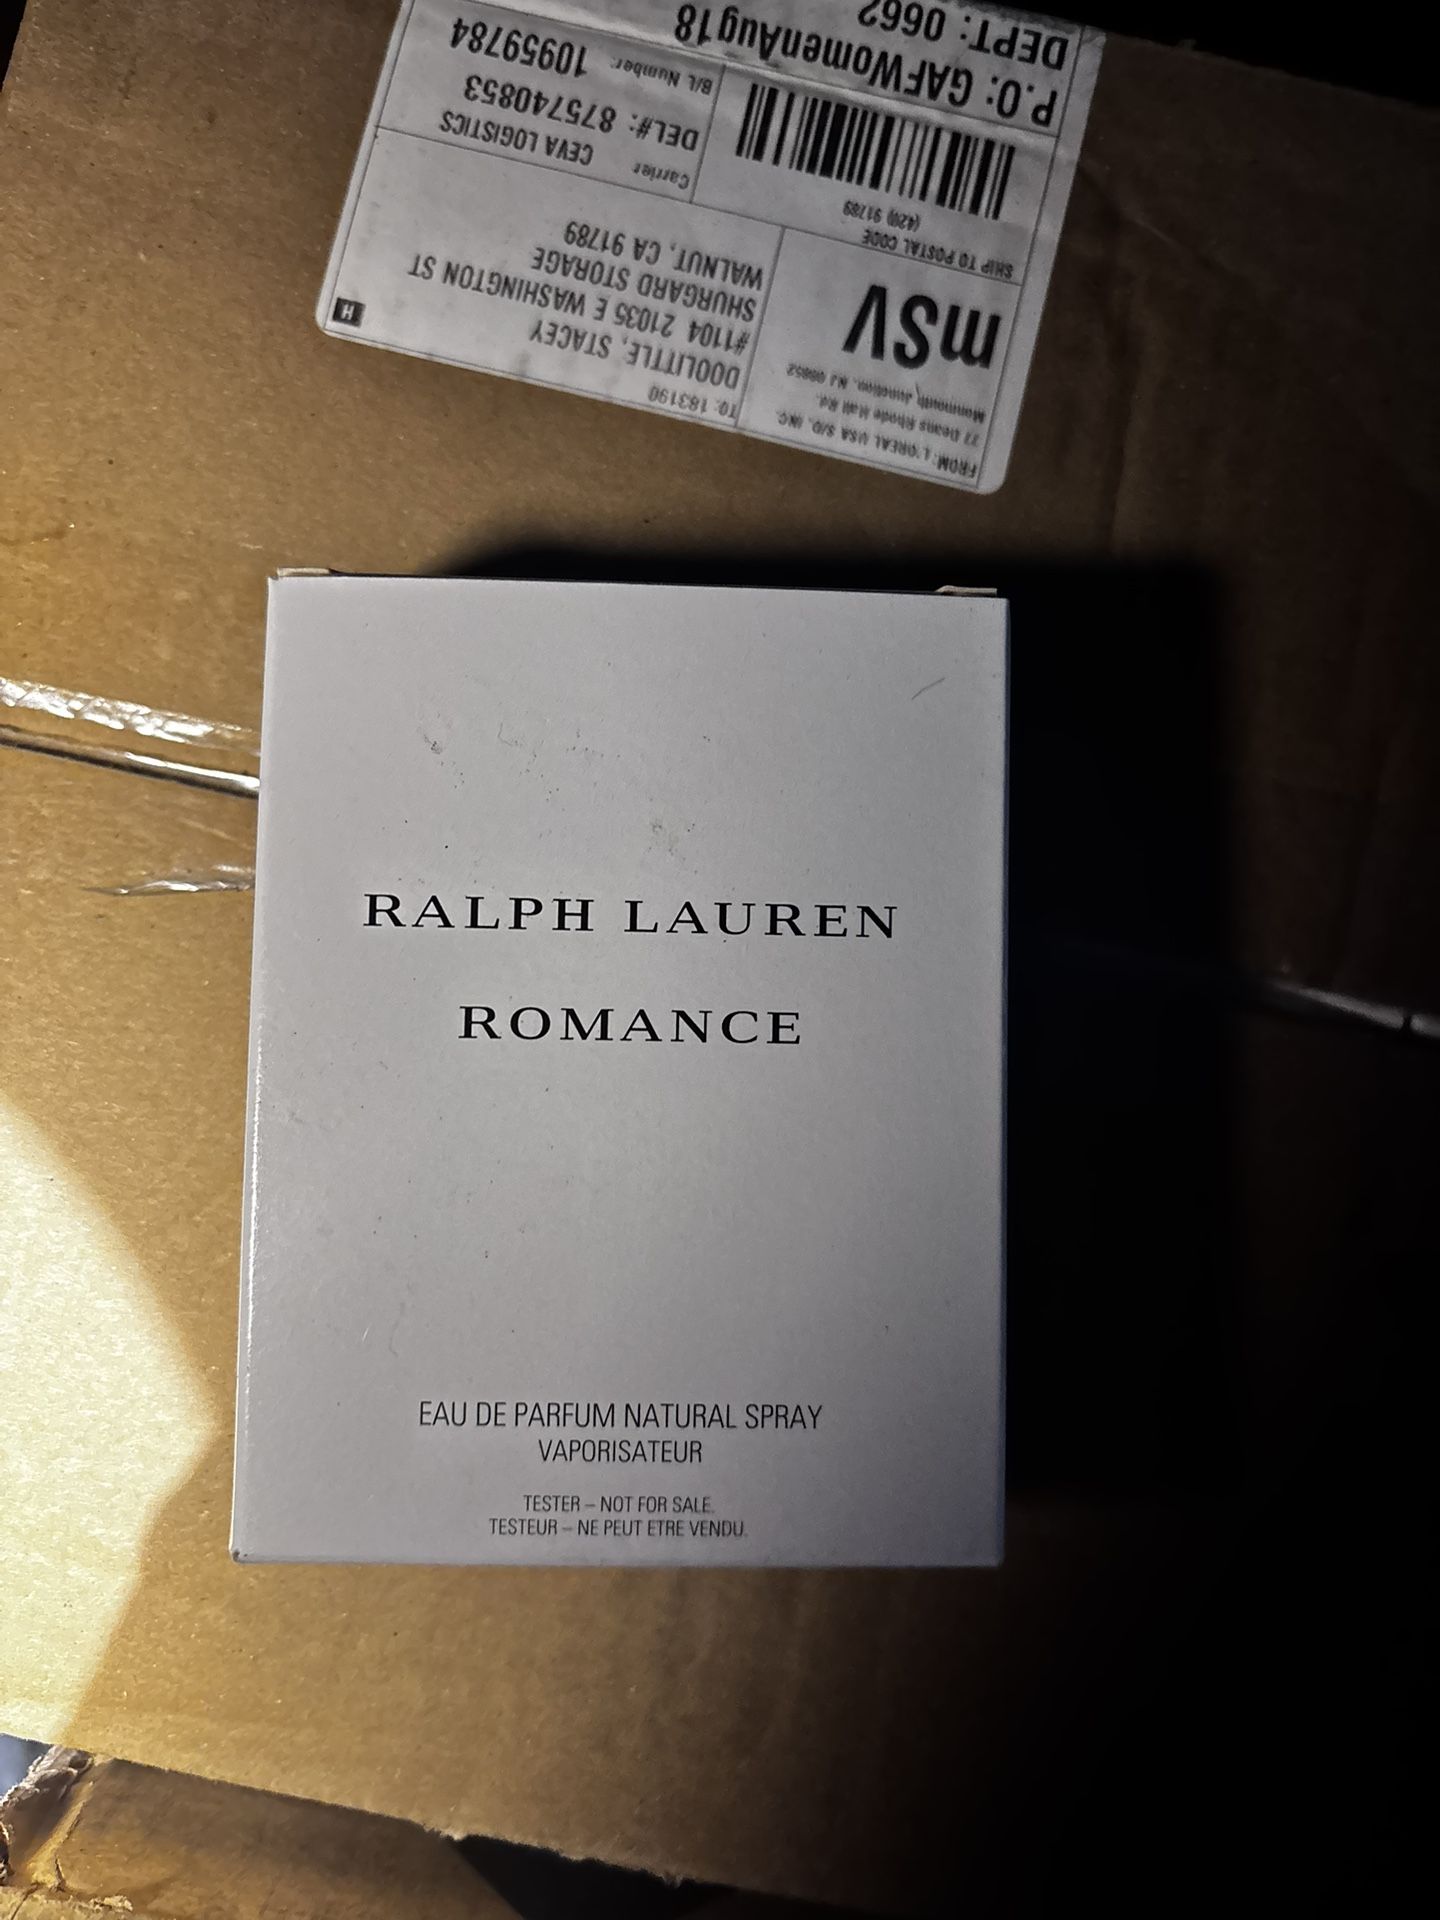 DEPT: 0662
P.O: GAFWomenAug18
SHIP TO POSTAL CODE
(420) 91789
B/L Number: 10959784
DEL#: 875740853
Carrier CEVA LOGISTICS
mSV
FROM: L'OREAL USA S/D, INC.
77 Deans Rhode Hall Rd.
Monmouth Junction, NJ 08852
TO: 183190
DOOLITTLE, STACEY
#1104 21035 E WASHINGTON ST
SHURGARD STORAGE
WALNUT, CA 91789
H
RALPH LAUREN
ROMANCE
EAU DE PARFUM NATURAL SPRAY
VAPORISATEUR
TESTER – NOT FOR SALE.
TESTEUR – NE PEUT ETRE VENDU.